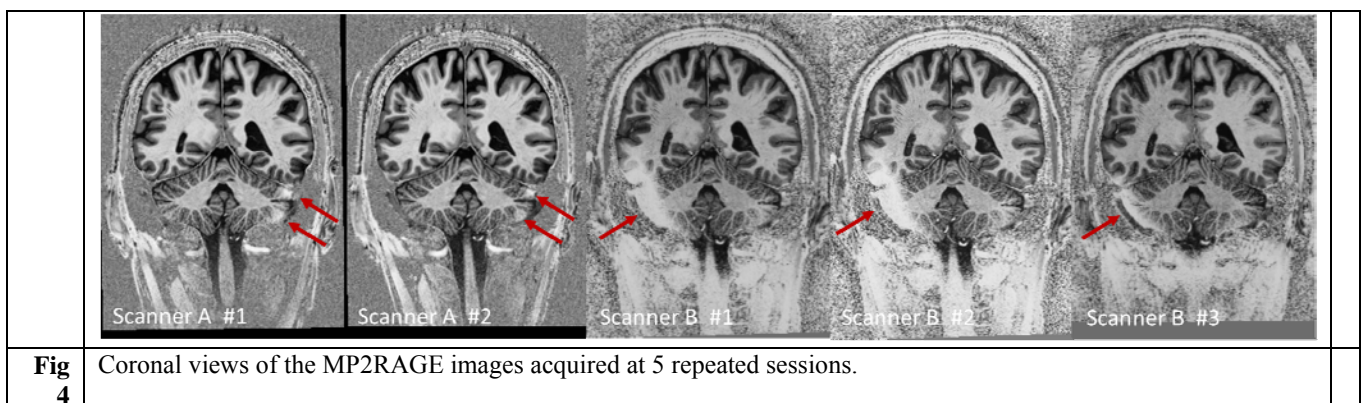 Scanner A #1
Scanner A #2
Scanner B #1
Scanner B #2
Scanner B #3
Fig
4
Coronal views of the MP2RAGE images acquired at 5 repeated sessions.